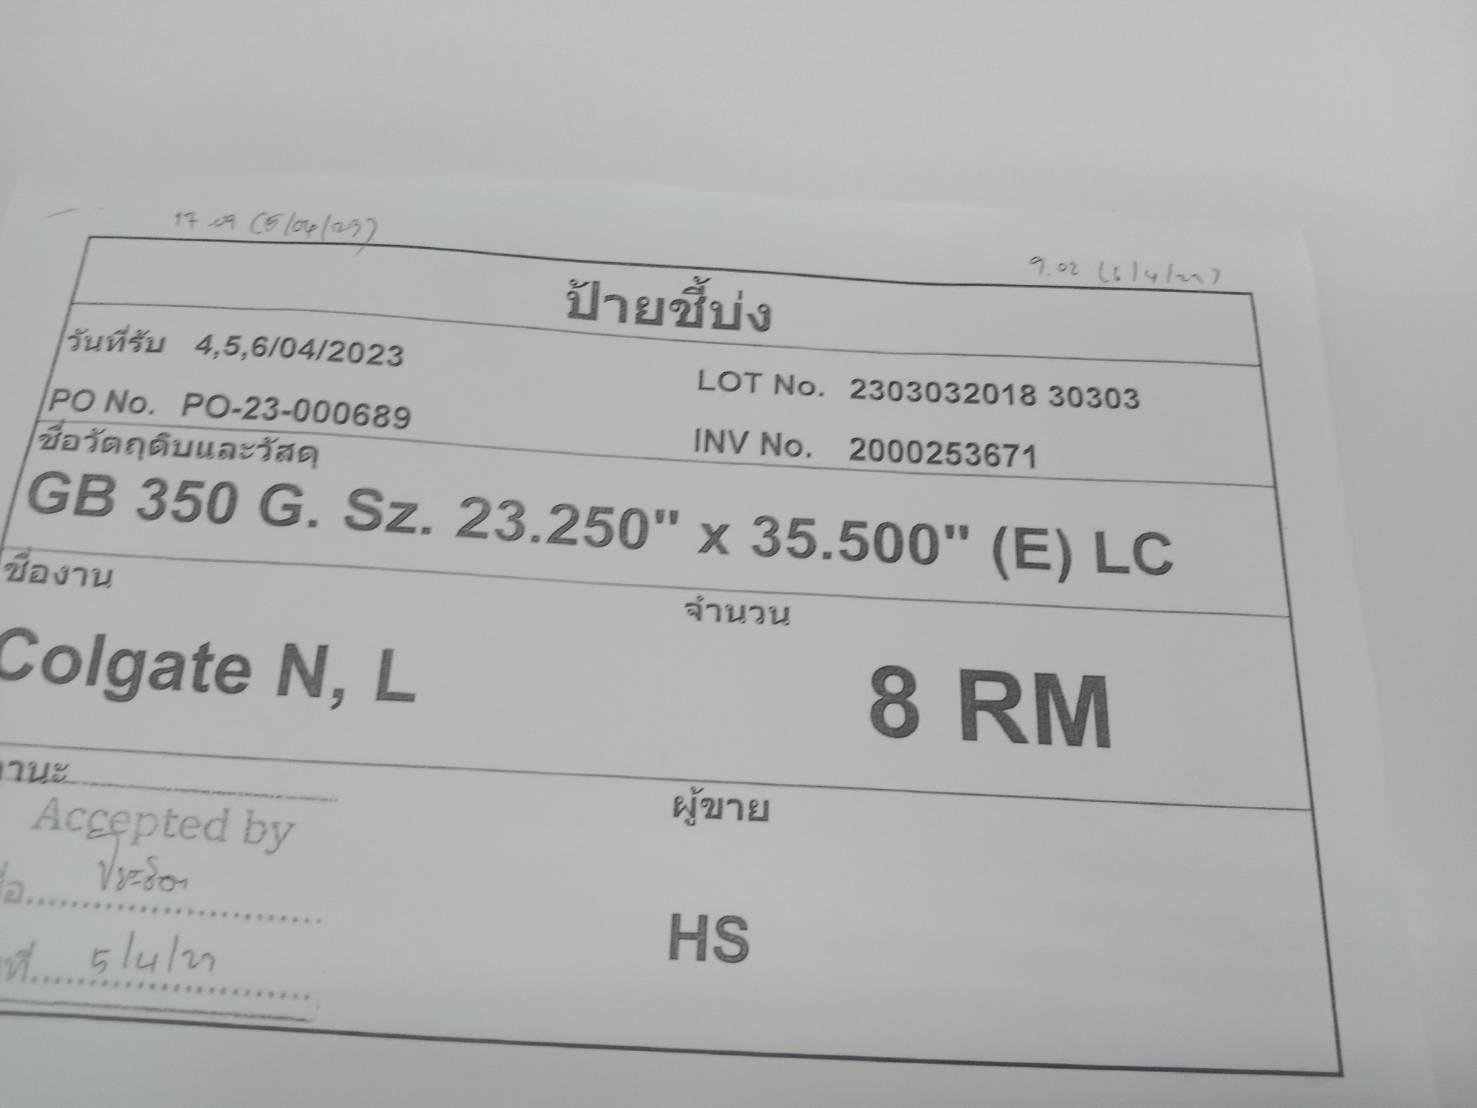 17.09 (5/04/23)
9.02 (6/4/23)
ป้ายชี้บ่ง
วันที่รับ 4,5,6/04/2023
LOT No. 2303032018 30303
PO No. PO-23-000689
INV No. 2000253671
ชื่อวัตถุดิบและวัสดุ
GB 350 G. Sz. 23.250" x 35.500" (E) LC
ชื่องาน
จำนวน
Colgate N, L
8 RM
านะ
ผู้ขาย
Accepted by
HS
5/4/23